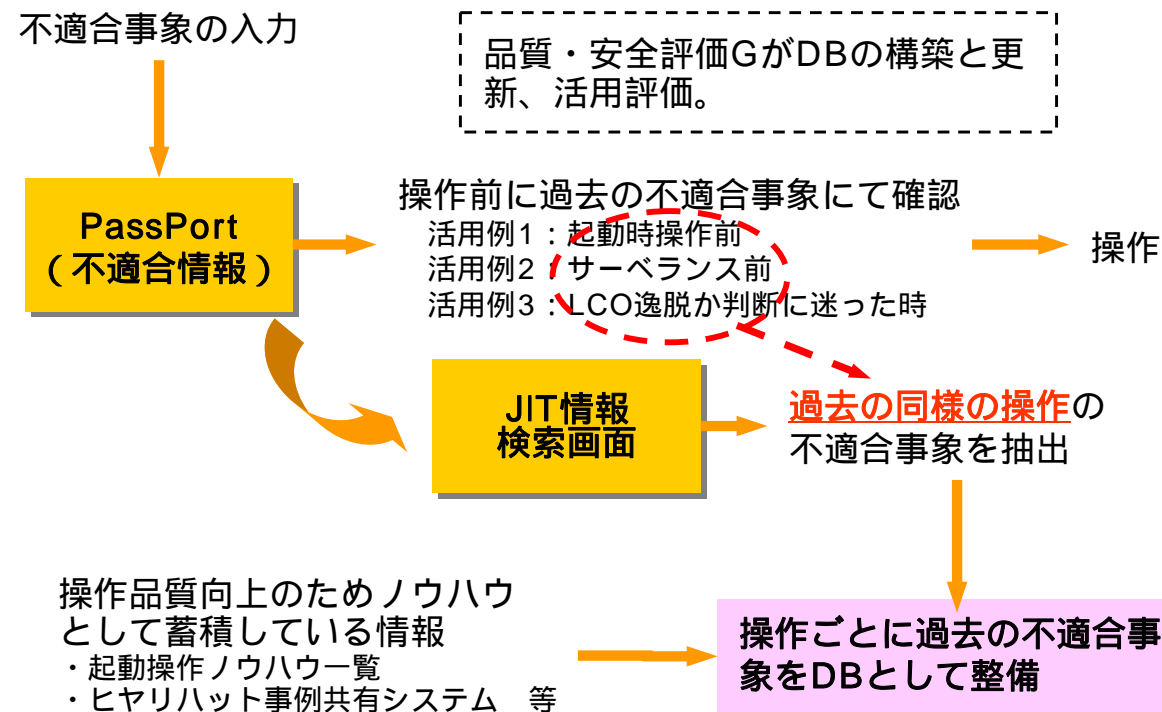 不適合事象の入力
品質・安全評価GがDBの構築と更
新、活用評価。
PassPort
（不適合情報）
操作前に過去の不適合事象にて確認
活用例1：起動時操作前
活用例2：サーベランス前
活用例3：LCO逸脱か判断に迷った時
操作
JIT情報
検索画面
過去の同様の操作の
不適合事象を抽出
操作品質向上のためノウハウ
として蓄積している情報
・起動操作ノウハウ一覧
・ヒヤリハット事例共有システム　等
操作ごとに過去の不適合事
象をDBとして整備